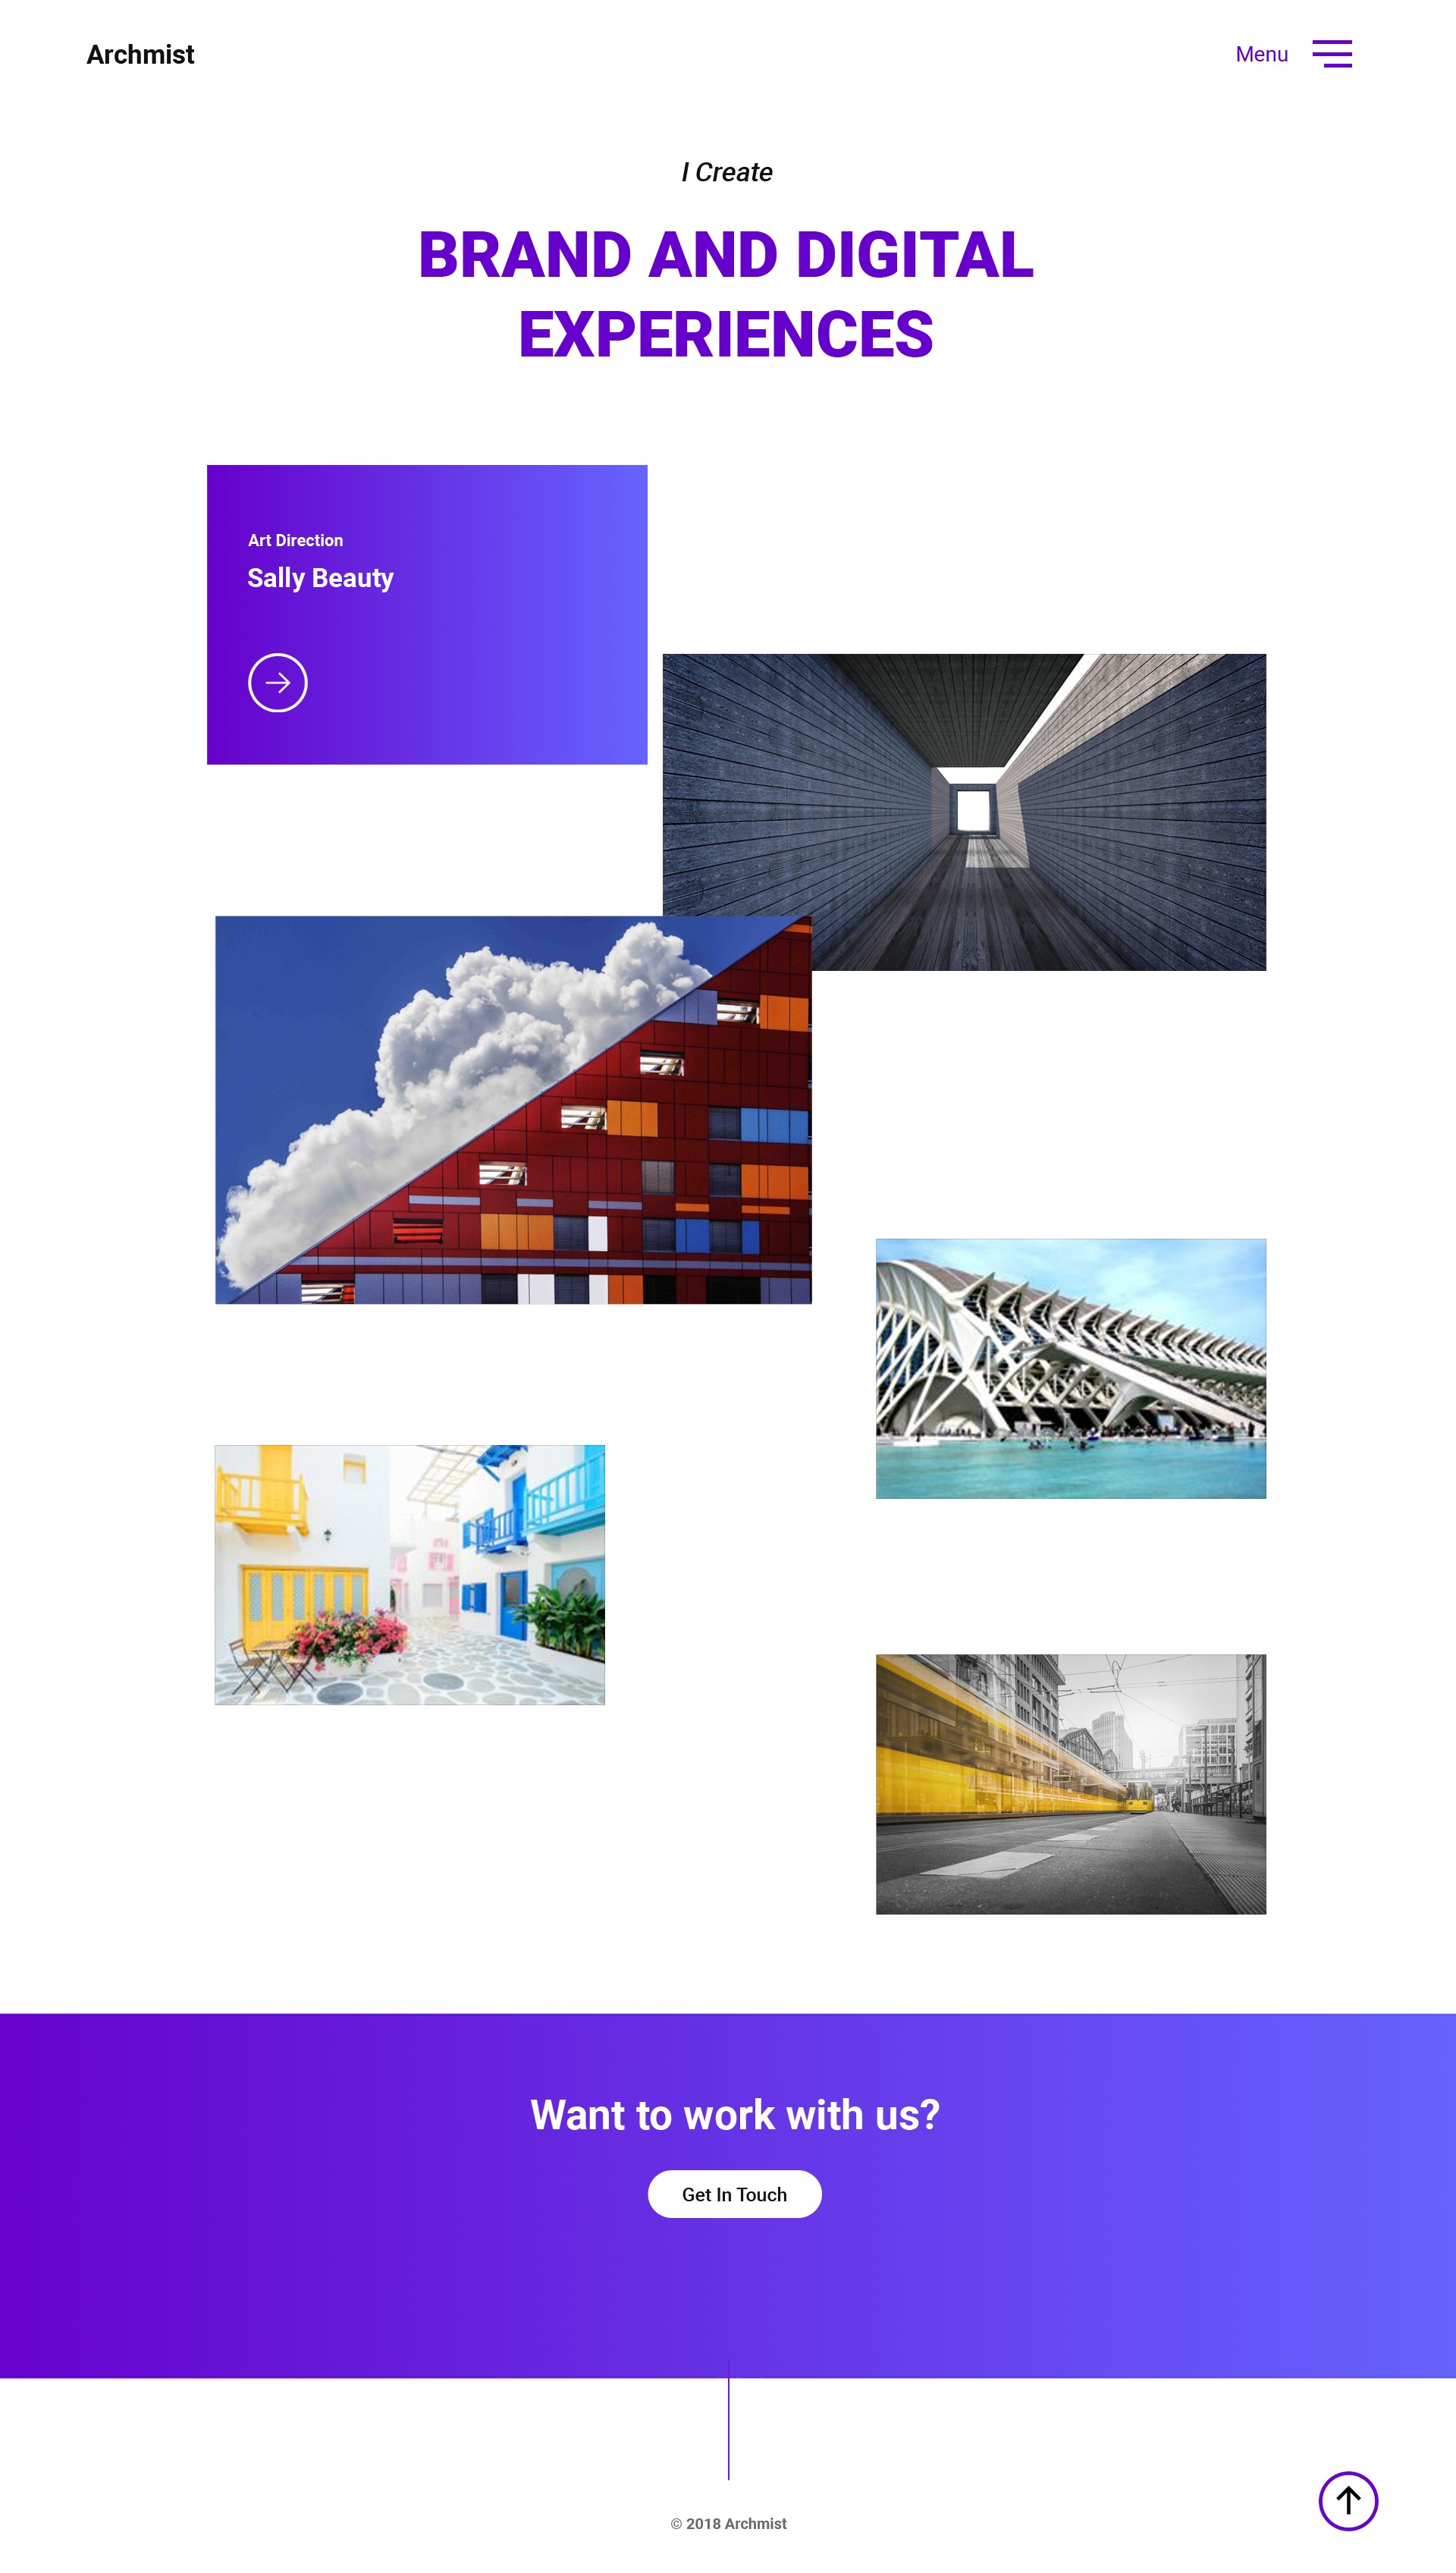 Archmist
Menu
I Create
BRAND AND DIGITAL
EXPERIENCES
Art Direction
Sally Beauty
Want to work with us?
Get In Touch
© 2018 Archmist